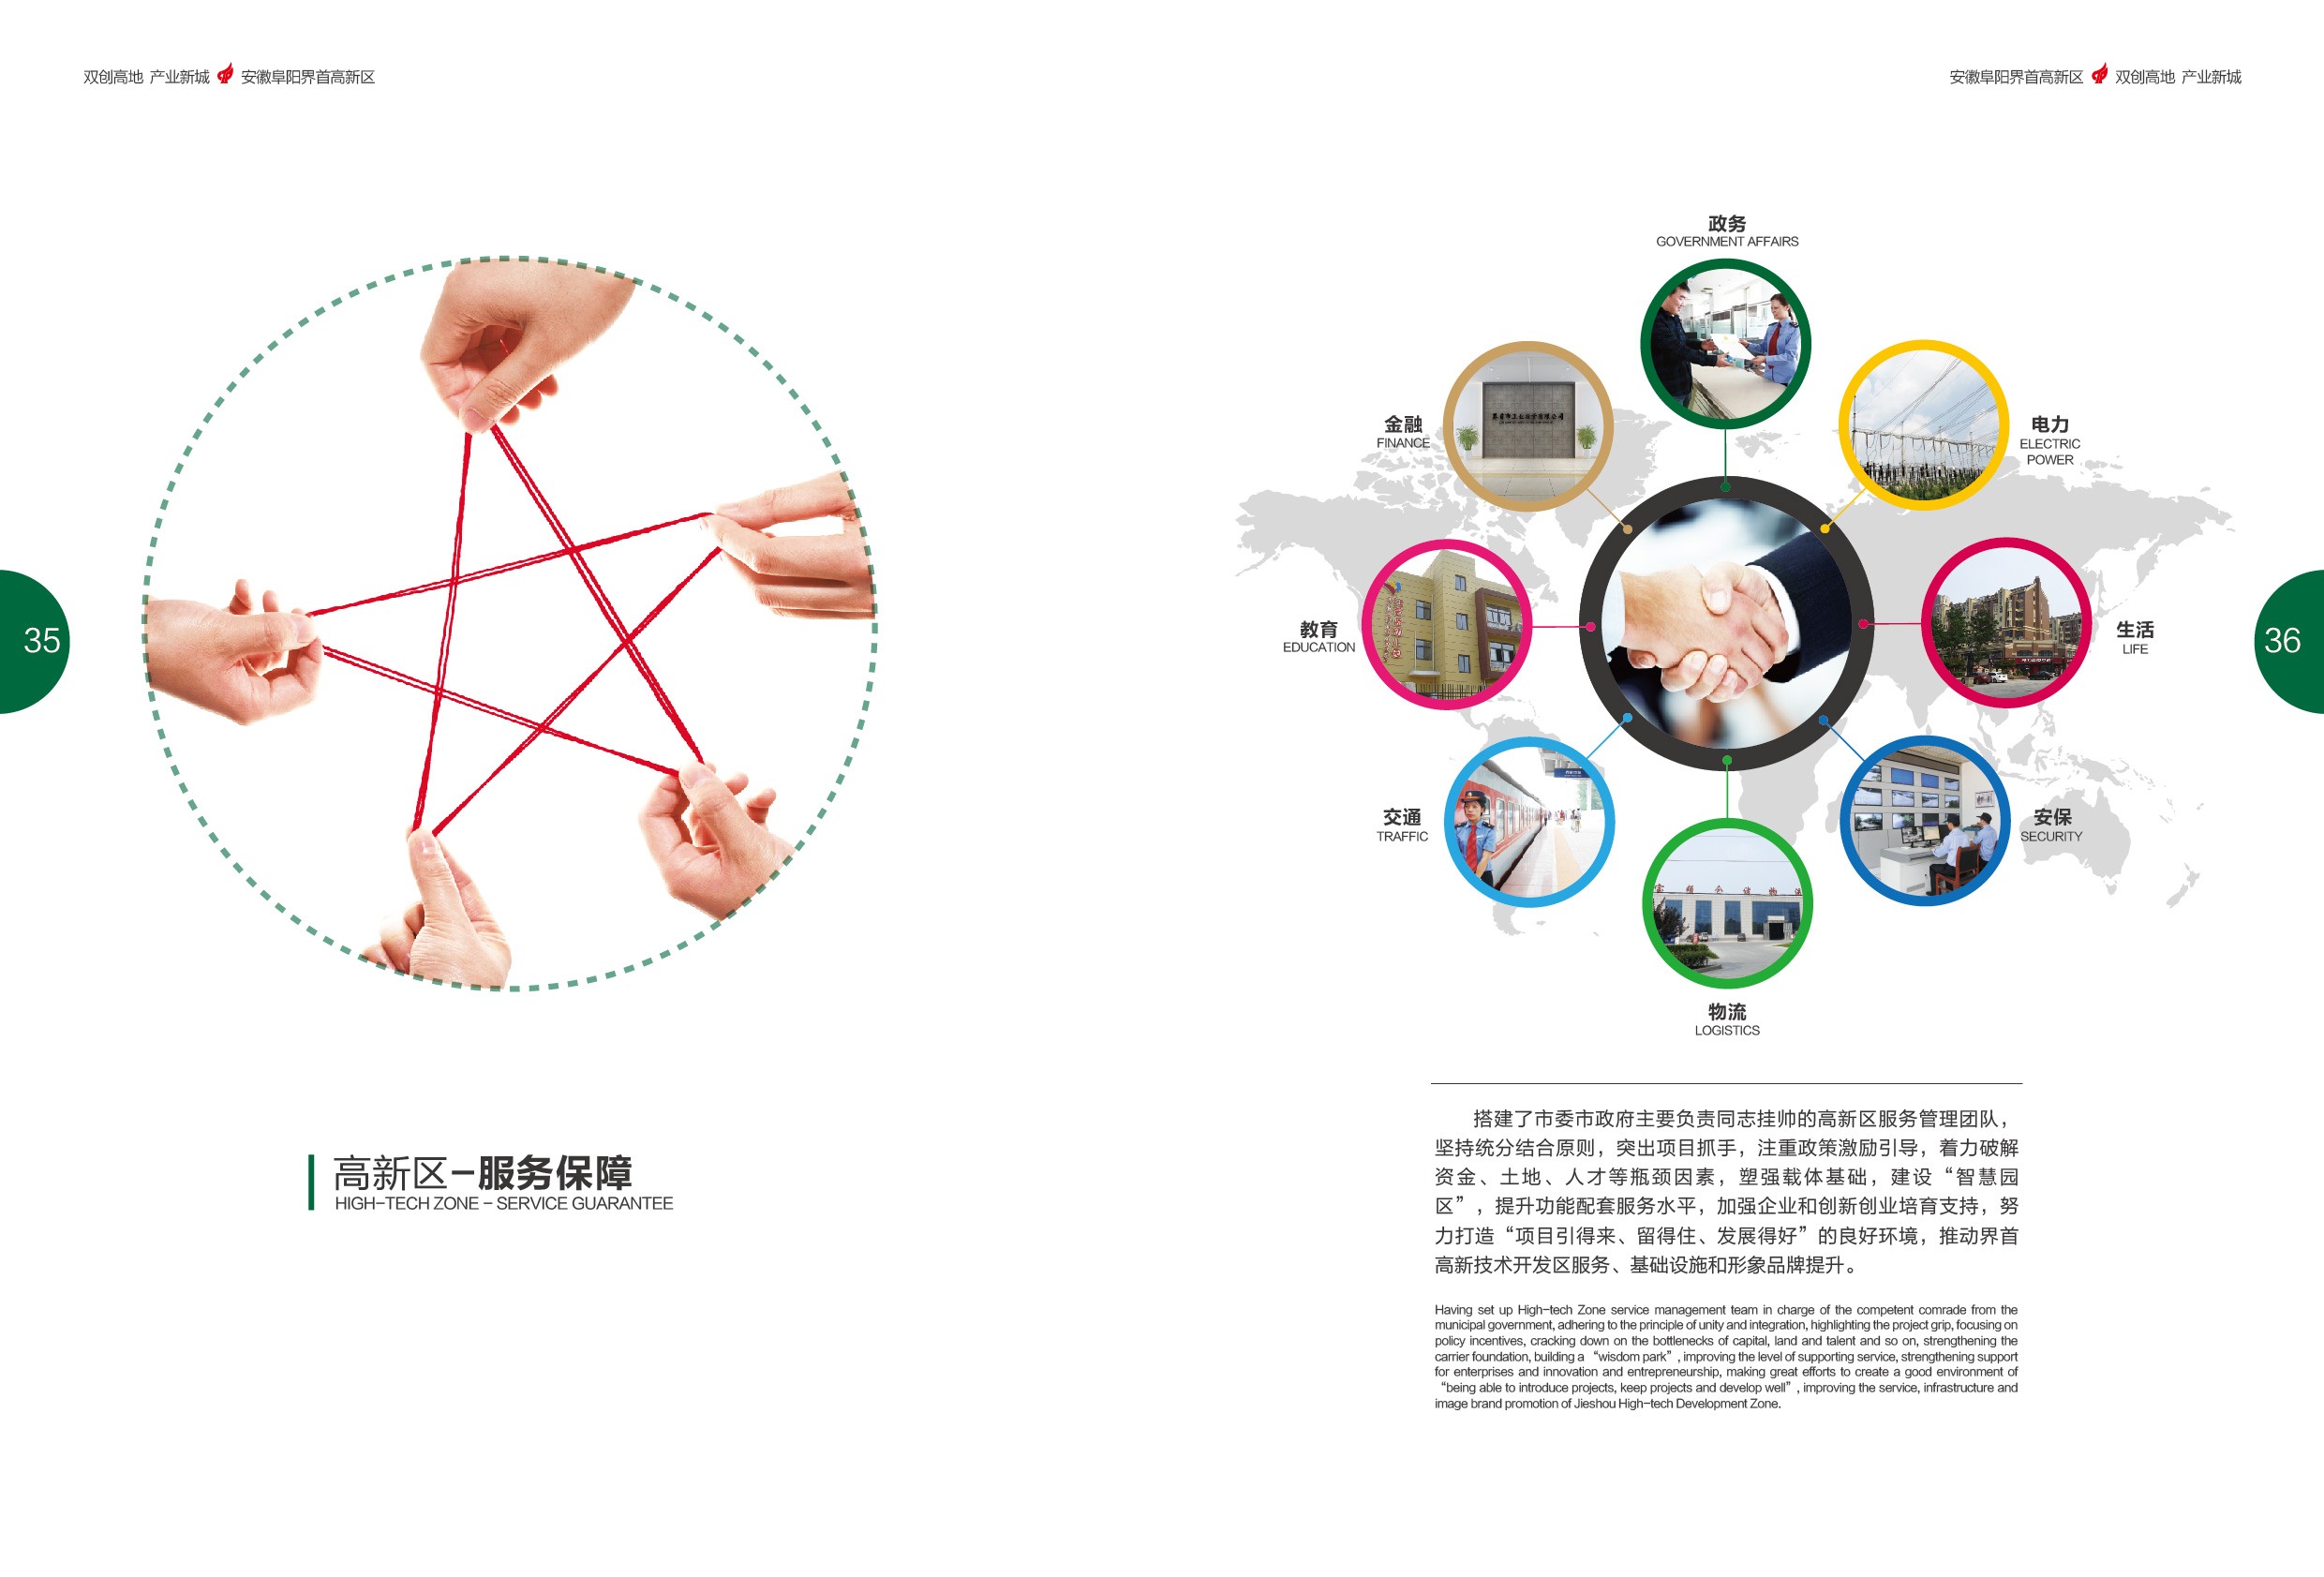 双创高地 产业新城 安徽阜阳界首高新区
安徽阜阳界首高新区 双创高地 产业新城
35
高新区-服务保障
HIGH-TECH ZONE - SERVICE GUARANTEE
政务
GOVERNMENT AFFAIRS
金融
FINANCE
电力
ELECTRIC
POWER
教育
EDUCATION
生活
LIFE
36
交通
TRAFFIC
安保
SECURITY
物流
LOGISTICS
搭建了市委市政府主要负责同志挂帅的高新区服务管理团队，
坚持统分结合原则，突出项目抓手，注重政策激励引导，着力破解
资金、土地、人才等瓶颈因素，塑强载体基础，建设“智慧园
区”，提升功能配套服务水平，加强企业和创新创业培育支持，努
力打造“项目引得来、留得住、发展得好”的良好环境，推动界首
高新技术开发区服务、基础设施和形象品牌提升。
Having set up High-tech Zone service management team in charge of the competent comrade from the
municipal government, adhering to the principle of unity and integration, highlighting the project grip, focusing on
policy incentives, cracking down on the bottlenecks of capital, land and talent and so on, strengthening the
carrier foundation, building a “wisdom park”, improving the level of supporting service, strengthening support
for enterprises and innovation and entrepreneurship, making great efforts to create a good environment of
“being able to introduce projects, keep projects and develop well”, improving the service, infrastructure and
image brand promotion of Jieshou High-tech Development Zone.